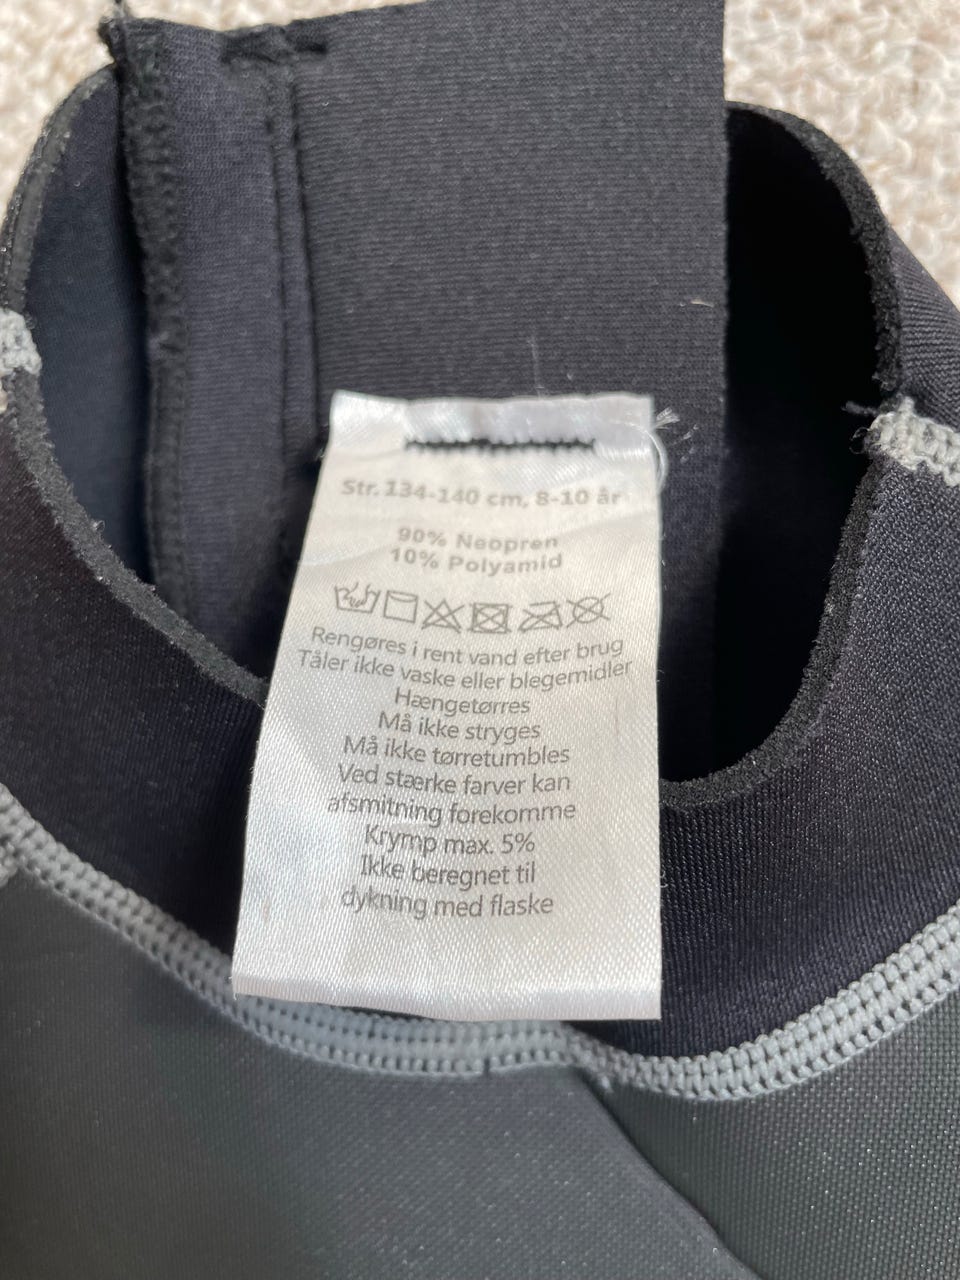 Str. 134-140 cm, 8-10 år
90% Neopren
10% Polyamid
Rengøres i rent vand efter brug
Tåler ikke vaske eller blegemidler
Hængetørres
Må ikke stryges
Må ikke tørretumbles
Ved stærke farver kan
afsmitning forekomme
Krymp max. 5%
Ikke beregnet til
dykning med flaske